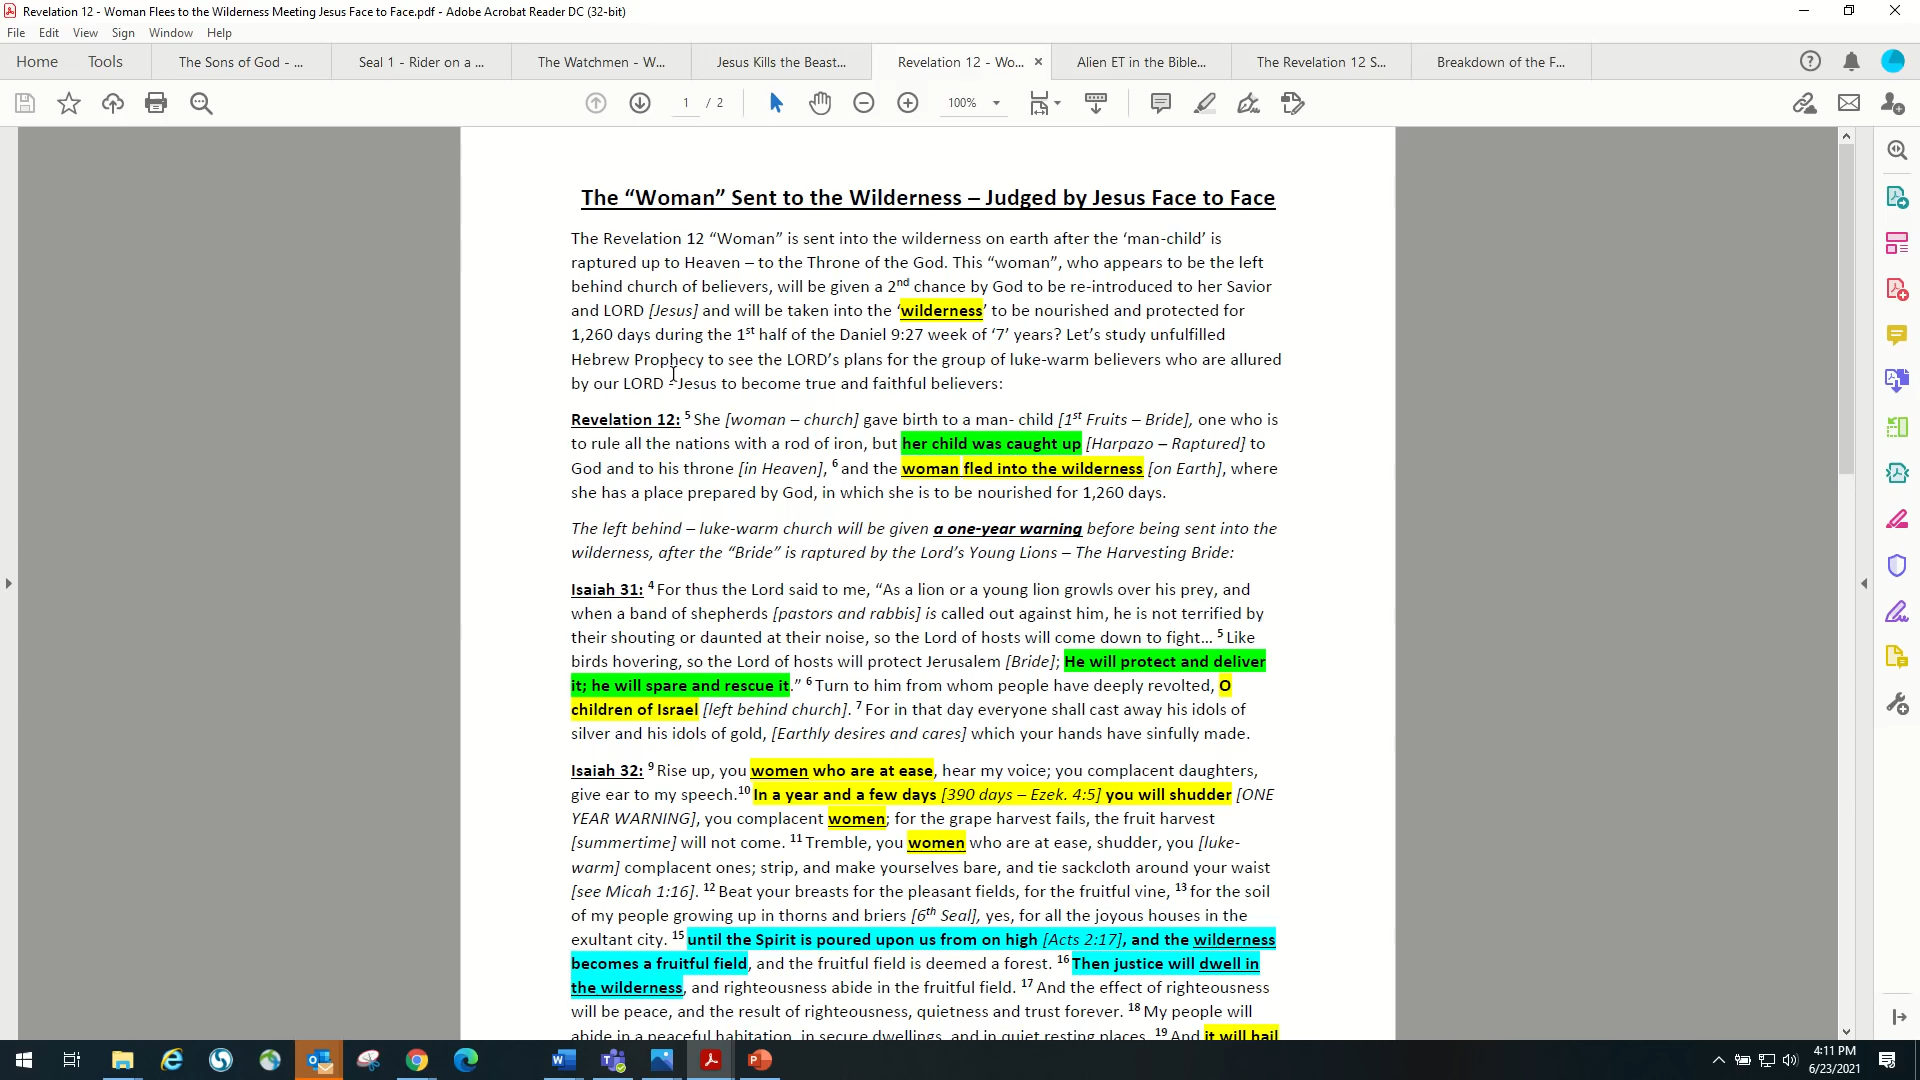 Revelation 12 - Woman Flees to the Wilderness Meeting Jesus Face to Face.pdf - Adobe Acrobat Reader DC (32-bit)
File Edit View Sign Window Help
Home Tools The Sons of God - ... Seal 1 - Rider on a ... The Watchmen - W... Jesus Kills the Beast... Revelation 12 - Wo... Alien ET in the Bible... The Revelation 12 S... Breakdown of the F...
1 / 2 100%
The “Woman” Sent to the Wilderness – Judged by Jesus Face to Face
The Revelation 12 “Woman” is sent into the wilderness on earth after the ‘man-child’ is
raptured up to Heaven – to the Throne of the God. This “woman”, who appears to be the left
behind church of believers, will be given a 2nd chance by God to be re-introduced to her Savior
and LORD [Jesus] and will be taken into the ‘wilderness’ to be nourished and protected for
1,260 days during the 1st half of the Daniel 9:27 week of ‘7’ years? Let’s study unfulfilled
Hebrew Prophecy to see the LORD’s plans for the group of luke-warm believers who are allured
by our LORD - Jesus to become true and faithful believers:
Revelation 12: 5 She [woman – church] gave birth to a man- child [1st Fruits – Bride], one who is
to rule all the nations with a rod of iron, but her child was caught up [Harpazo – Raptured] to
God and to his throne [in Heaven], 6 and the woman fled into the wilderness [on Earth], where
she has a place prepared by God, in which she is to be nourished for 1,260 days.
The left behind – luke-warm church will be given a one-year warning before being sent into the
wilderness, after the “Bride” is raptured by the Lord’s Young Lions – The Harvesting Bride:
Isaiah 31: 4 For thus the Lord said to me, “As a lion or a young lion growls over his prey, and
when a band of shepherds [pastors and rabbis] is called out against him, he is not terrified by
their shouting or daunted at their noise, so the Lord of hosts will come down to fight… 5 Like
birds hovering, so the Lord of hosts will protect Jerusalem [Bride]; He will protect and deliver
it; he will spare and rescue it.” 6 Turn to him from whom people have deeply revolted, O
children of Israel [left behind church]. 7 For in that day everyone shall cast away his idols of
silver and his idols of gold, [Earthly desires and cares] which your hands have sinfully made.
Isaiah 32: 9 Rise up, you women who are at ease, hear my voice; you complacent daughters,
give ear to my speech.10 In a year and a few days [390 days – Ezek. 4:5] you will shudder [ONE
YEAR WARNING], you complacent women; for the grape harvest fails, the fruit harvest
[summertime] will not come. 11 Tremble, you women who are at ease, shudder, you [luke-
warm] complacent ones; strip, and make yourselves bare, and tie sackcloth around your waist
[see Micah 1:16]. 12 Beat your breasts for the pleasant fields, for the fruitful vine, 13 for the soil
of my people growing up in thorns and briers [6th Seal], yes, for all the joyous houses in the
exultant city. 15 until the Spirit is poured upon us from on high [Acts 2:17], and the wilderness
becomes a fruitful field, and the fruitful field is deemed a forest. 16 Then justice will dwell in
the wilderness, and righteousness abide in the fruitful field. 17 And the effect of righteousness
will be peace, and the result of righteousness, quietness and trust forever. 18 My people will
abide in a peaceful habitation, in secure dwellings, and in quiet resting places. 19 And it will hail
4:11 PM
6/23/2021